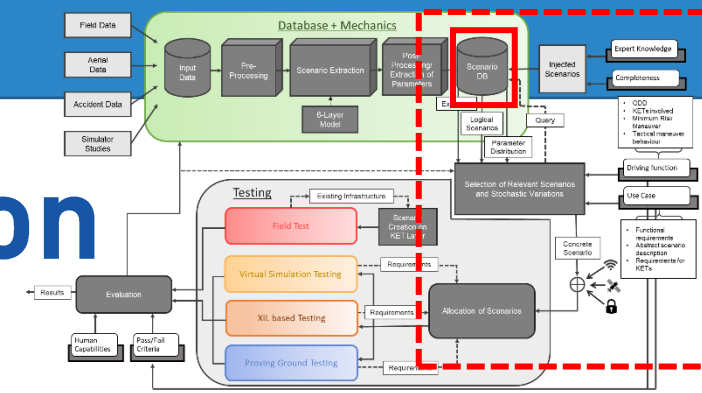 Field Data
Aerial
Data
Accident Data
Simulator
Studies
Database + Mechanics
Input
Data
Pre-
Processing
Scenario Extraction
6-Layer
Model
Post-
Processing/
Extraction of
Parameters
Scenario
DB
Injected
Scenarios
Expert Knowledge
Completeness
Logical
Scenarios
Parameter
Distribution
Query
• ODD
• KETs involved
• Minimum Risk
Maneuver
• Tactical maneuver
behaviour
Selection of Relevant Scenarios
and Stochastic Variations
Driving function
Use Case
• Functional
requirements
• Abstract scenario
description
• Requirements for
KETs
Concrete
Scenario
on
Testing
Existing Infrastructure
Field Test
Scenario
Creation on
KET Layer
Requirements
Virtual Simulation Testing
XIL based Testing
Requirements
Allocation of Scenarios
Proving Ground Testing
Requirements
Results
Evaluation
Human
Capabilities
Pass/Fail
Criteria